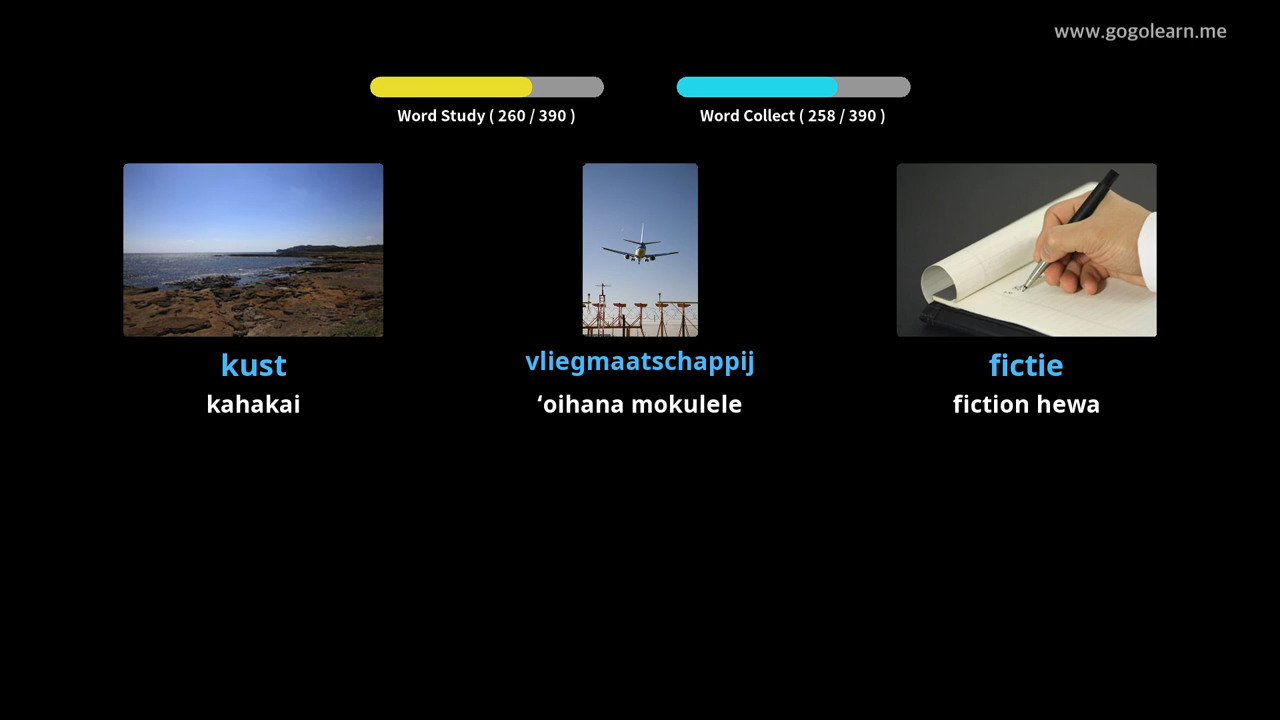 www.gogolearn.me
Word Study ( 260 / 390 )
Word Collect ( 258 / 390 )
kust
kahakai
vliegmaatschappij
ʻoihana mokulele
fictie
fiction hewa